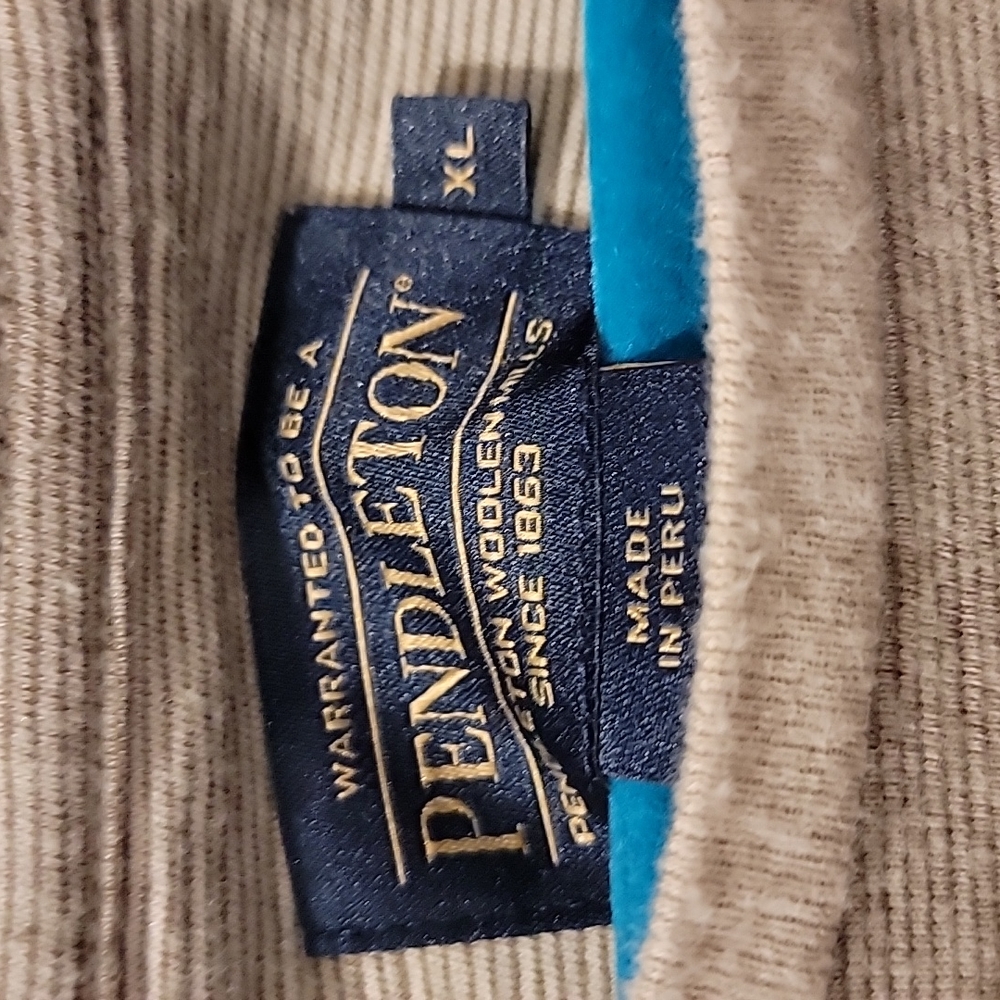 XL
WARRANTED TO BE A
PENDLETON®
PENDLETON WOOLEN MILLS
SINCE 1863
MADE
IN PERU